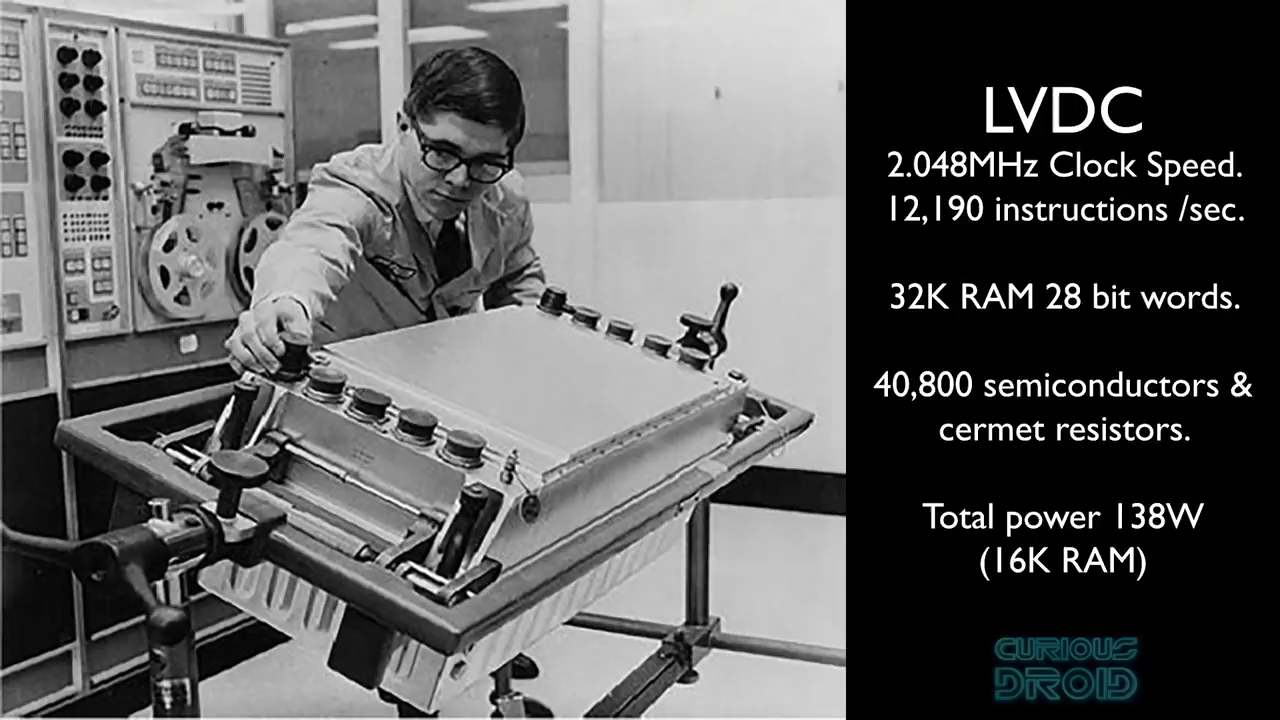 LVDC
2.048MHz Clock Speed.
12,190 instructions /sec.
32K RAM 28 bit words.
40,800 semiconductors &
cermet resistors.
Total power 138W
(16K RAM)
CURIOUS
DROID